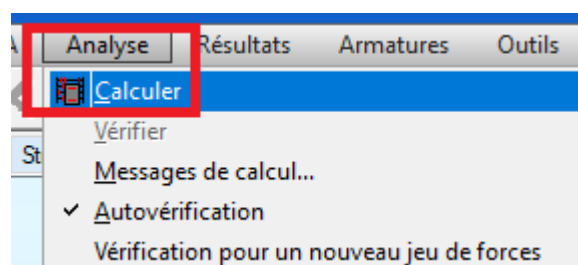 A Analyse Résultats Armatures Outils
Calculer
Vérifier
St
Messages de calcul...
✓ Autovérification
Vérification pour un nouveau jeu de forces